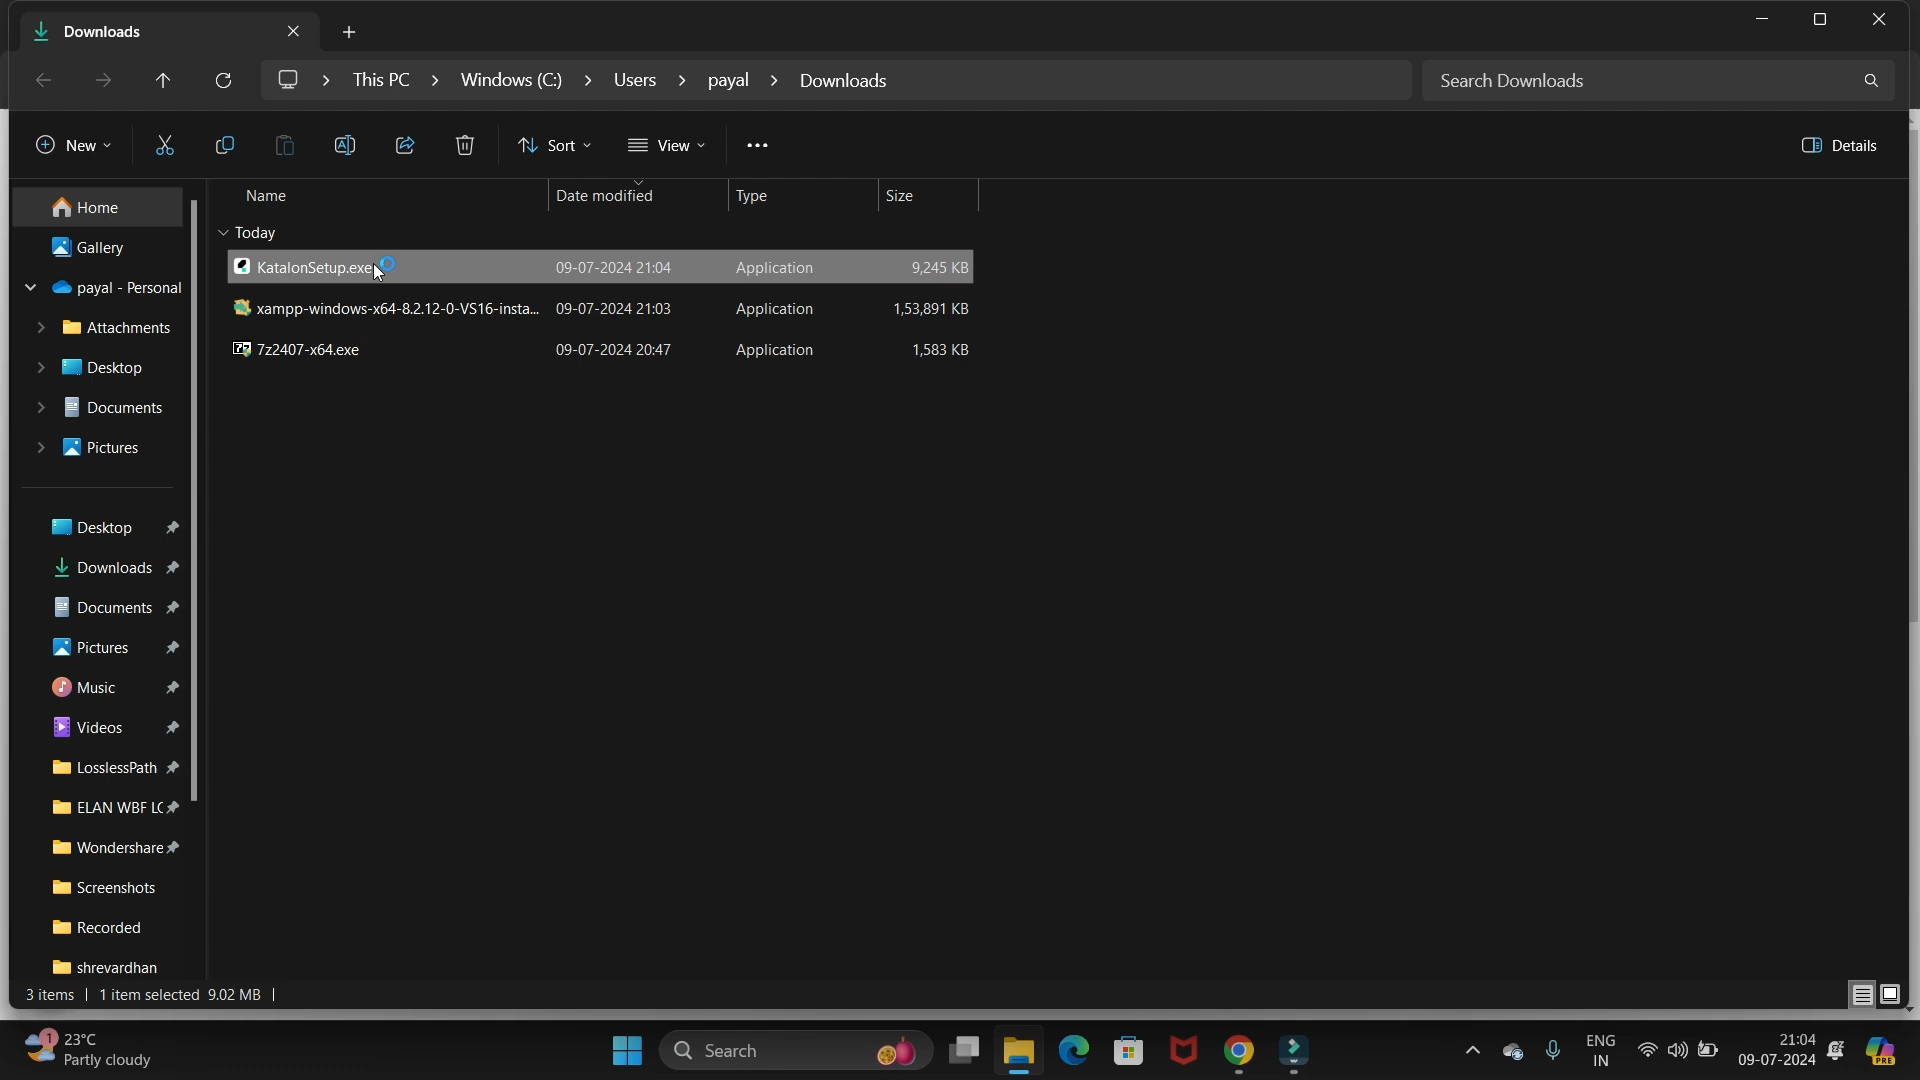 Downloads
This PC > Windows (C:) > Users > payal > Downloads
Search Downloads
New
Sort
View
Details
Name
Date modified
Type
Size
Today
KatalonSetup.exe 09-07-2024 21:04 Application 9,245 KB
xampp-windows-x64-8.2.12-0-VS16-insta... 09-07-2024 21:03 Application 1,53,891 KB
7z2407-x64.exe 09-07-2024 20:47 Application 1,583 KB
Home
Gallery
payal - Personal
Attachments
Desktop
Documents
Pictures
Desktop
Downloads
Documents
Pictures
Music
Videos
LosslessPath
ELAN WBF LO
Wondershare
Screenshots
Recorded
shrevardhan
3 items | 1 item selected 9.02 MB |
1
23°C
Partly cloudy
Search
ENG
IN
21:04
09-07-2024
PRE